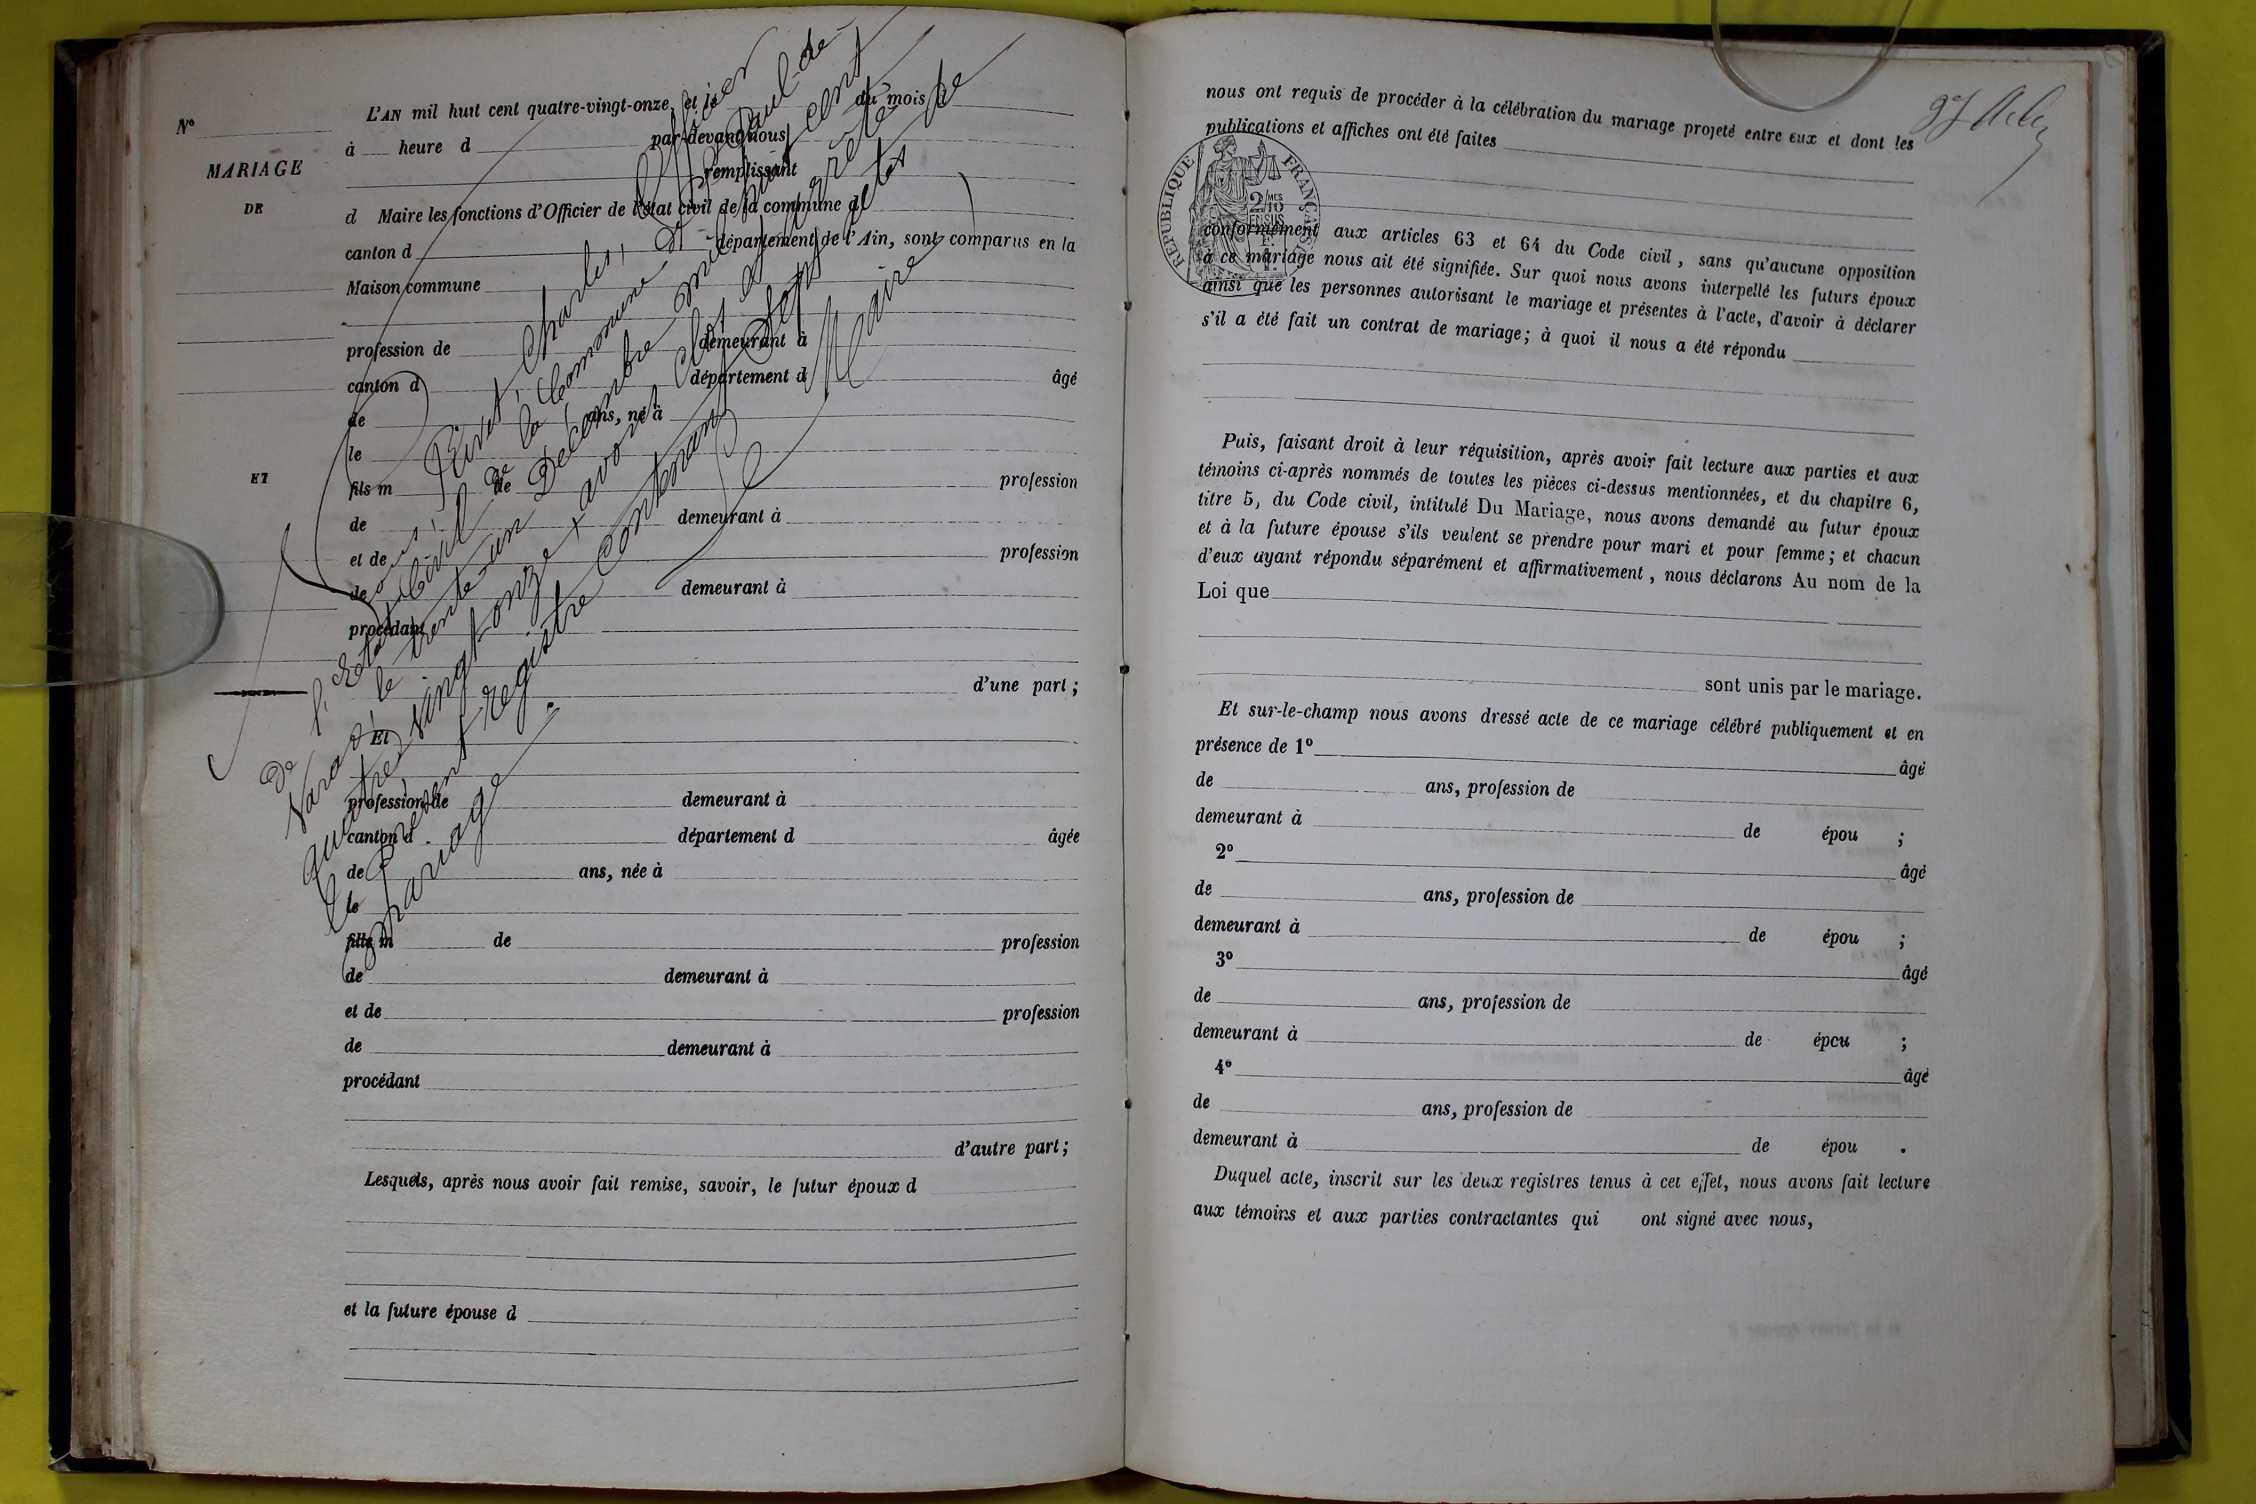 N°
MARIAGE
DE
ET
L'AN mil huit cent quatre-vingt-onze, et le du mois d
à heure d par-devant nous
remplissant
d Maire les fonctions d'Officier de l'état civil de la commune d
canton d département de l'Ain, sont comparus en la
Maison commune
profession de demeurant à
canton d département d âgé
de ans, né à
le
fils m de profession
de demeurant à
et de profession
de demeurant à
procédant
d'une part ;
Et
profession de demeurant à
canton d département d âgée
de ans, née à
le
fille m de profession
de demeurant à
et de profession
de demeurant à
procédant
d'autre part ;
Lesquels, après nous avoir fait remise, savoir, le futur époux d
et la future épouse d
nous, Pivet, Charles, Officier
de l'Etat Civil de la Commune de St Paul-de-
Varax, le trente-un Décembre mil huit cent
quatre-vingt-onze, avons clos et arrêté
le présent registre contenant sept actes de
mariage.
Le Maire
nous ont requis de procéder à la célébration du mariage projeté entre eux et dont les
publications et affiches ont été faites
RÉPUBLIQUE FRANÇAISE
2/10 MES
EN SUS
conformément aux articles 63 et 64 du Code civil, sans qu'aucune opposition
à ce mariage nous ait été signifiée. Sur quoi nous avons interpellé les futurs époux
ainsi que les personnes autorisant le mariage et présentes à l'acte, d'avoir à déclarer
s'il a été fait un contrat de mariage ; à quoi il nous a été répondu
Puis, faisant droit à leur réquisition, après avoir fait lecture aux parties et aux
témoins ci-après nommés de toutes les pièces ci-dessus mentionnées, et du chapitre 6,
titre 5, du Code civil, intitulé Du Mariage, nous avons demandé au futur époux
et à la future épouse s'ils veulent se prendre pour mari et pour femme ; et chacun
d'eux ayant répondu séparément et affirmativement, nous déclarons Au nom de la
Loi que
sont unis par le mariage.
Et sur-le-champ nous avons dressé acte de ce mariage célébré publiquement et en
présence de 1° âgé
de ans, profession de
demeurant à de épou ;
2° âgé
de ans, profession de
demeurant à de épou ;
3° âgé
de ans, profession de
demeurant à de épou ;
4° âgé
de ans, profession de
demeurant à de épou .
Duquel acte, inscrit sur les deux registres tenus à cet effet, nous avons fait lecture
aux témoins et aux parties contractantes qui ont signé avec nous,